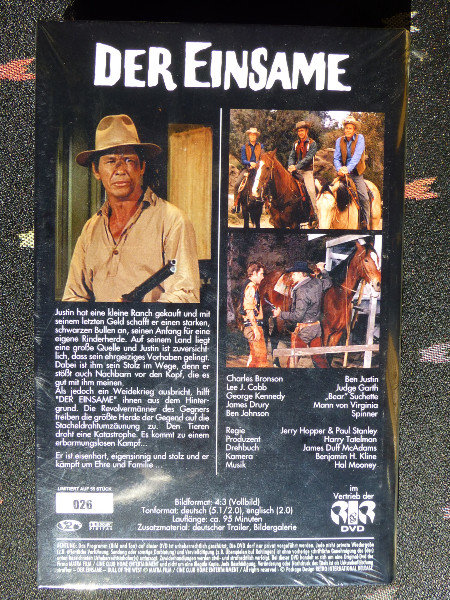 DER EINSAME
Justin hat eine kleine Ranch gekauft und mit
seinem letzten Geld schafft er einen starken,
schwarzen Bullen an, seinen Anfang für eine
eigene Rinderherde. Auf seinem Land liegt
eine große Quelle und Justin ist zuversicht-
lich, dass sein ehrgeiziges Vorhaben gelingt.
Dabei ist ihm sein Stolz im Wege, denn er
stößt auch Nachbarn vor den Kopf, die es
gut mit ihm meinen.
Als jedoch ein Weidekrieg ausbricht, hilft
"DER EINSAME" ihnen aus dem Hinter-
grund. Die Revolvermänner des Gegners
treiben die größte Herde der Gegend auf die
Stacheldrahtumzäunung zu. Den Tieren
droht eine Katastrophe. Es kommt zu einem
erbarmungslosen Kampf...
Er ist eisenhart, eigensinnig und stolz und er
kämpft um Ehre und Familie...
Charles Bronson Ben Justin
Lee J. Cobb Judge Garth
George Kennedy "Bear" Suchette
James Drury Mann von Virginia
Ben Johnson Spinner
Regie Jerry Hopper & Paul Stanley
Produzent Harry Tatelman
Drehbuch James Duff McAdams
Kamera Benjamin H. Kline
Musik Hal Mooney
LIMITIERT AUF 55 STÜCK
026
Bildformat: 4:3 (Vollbild)
Tonformat: deutsch (5.1/2.0), englisch (2.0)
Lauflänge: ca. 95 Minuten
Zusatzmaterial: deutscher Trailer, Bildergalerie
im Vertrieb der
& DVD